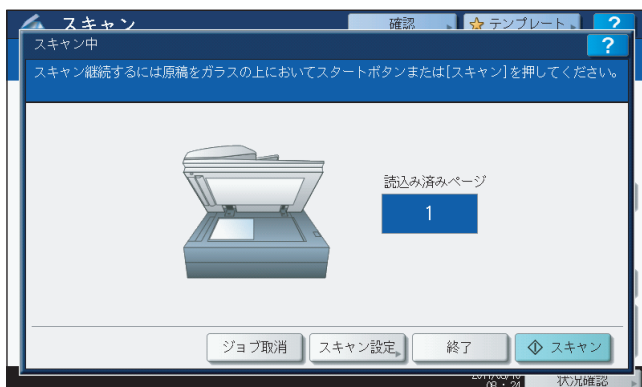 スキャン
確認
テンプレート
?
スキャン中
?
スキャン継続するには原稿をガラスの上においてスタートボタンまたは[スキャン]を押してください。
読込み済みページ
1
ジョブ取消
スキャン設定
終了
スキャン
08:24
状況確認